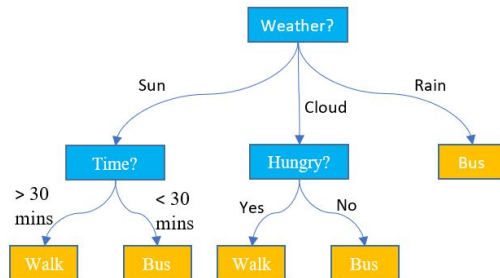 Weather?
Sun
Cloud
Rain
Time?
Hungry?
Bus
> 30
mins
< 30
mins
Yes
No
Walk
Bus
Walk
Bus